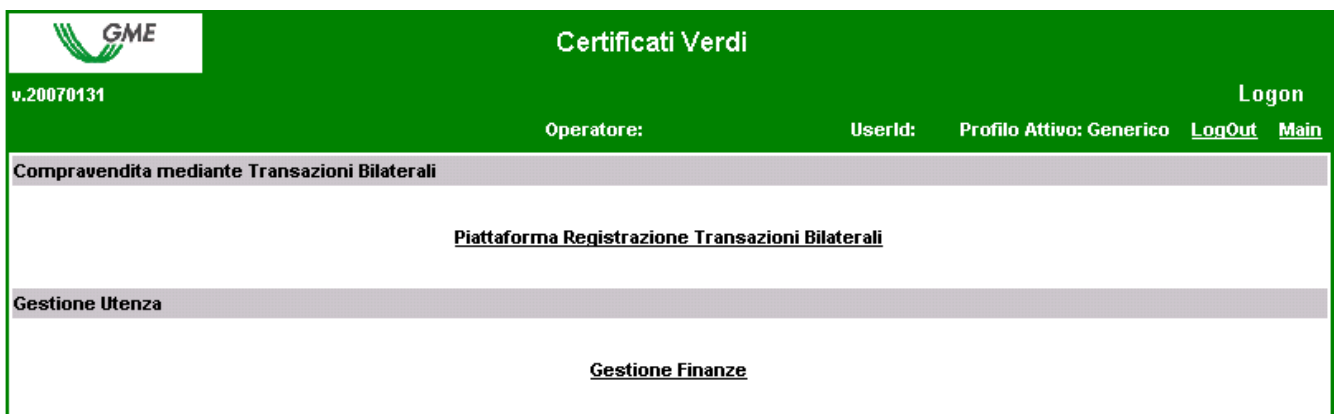 GME
Certificati Verdi
v.20070131
Logon
Operatore: UserId: Profilo Attivo: Generico LogOut Main
Compravendita mediante Transazioni Bilaterali
Piattaforma Registrazione Transazioni Bilaterali
Gestione Utenza
Gestione Finanze